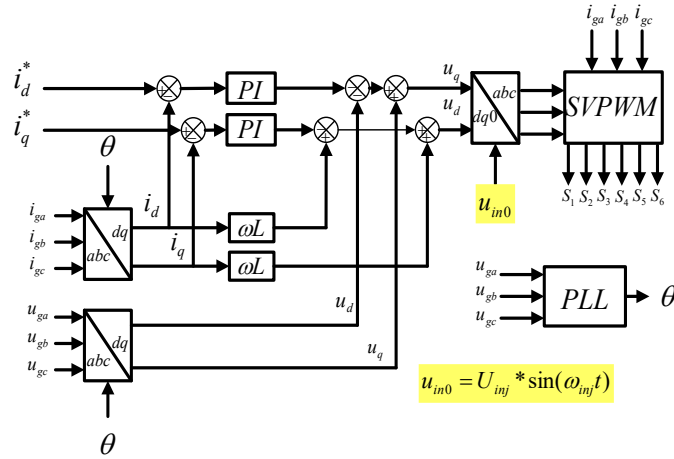 i_ga i_gb i_gc
i_d^* PI u_q abc SVPWM
i_q^* PI u_d dq0
θ
u_in0 S_1 S_2 S_3 S_4 S_5 S_6
i_ga dq i_d ωL
i_gb
i_gc abc i_q ωL
u_ga
u_gb PLL θ
u_gc
u_ga dq u_d
u_gb
u_gc abc u_q
u_in0 = U_inj * sin(ω_inj t)
θ